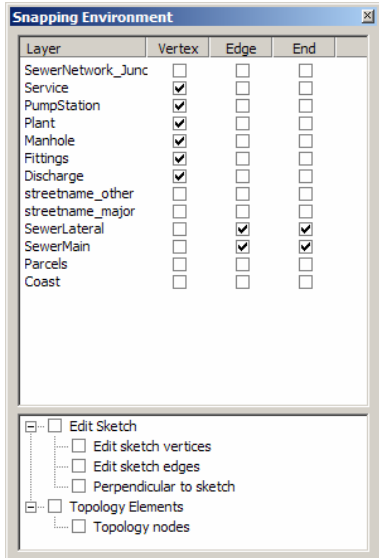 Snapping Environment
Layer Vertex Edge End
SewerNetwork_Junc
Service
PumpStation
Plant
Manhole
Fittings
Discharge
streetname_other
streetname_major
SewerLateral
SewerMain
Parcels
Coast
Edit Sketch
Edit sketch vertices
Edit sketch edges
Perpendicular to sketch
Topology Elements
Topology nodes